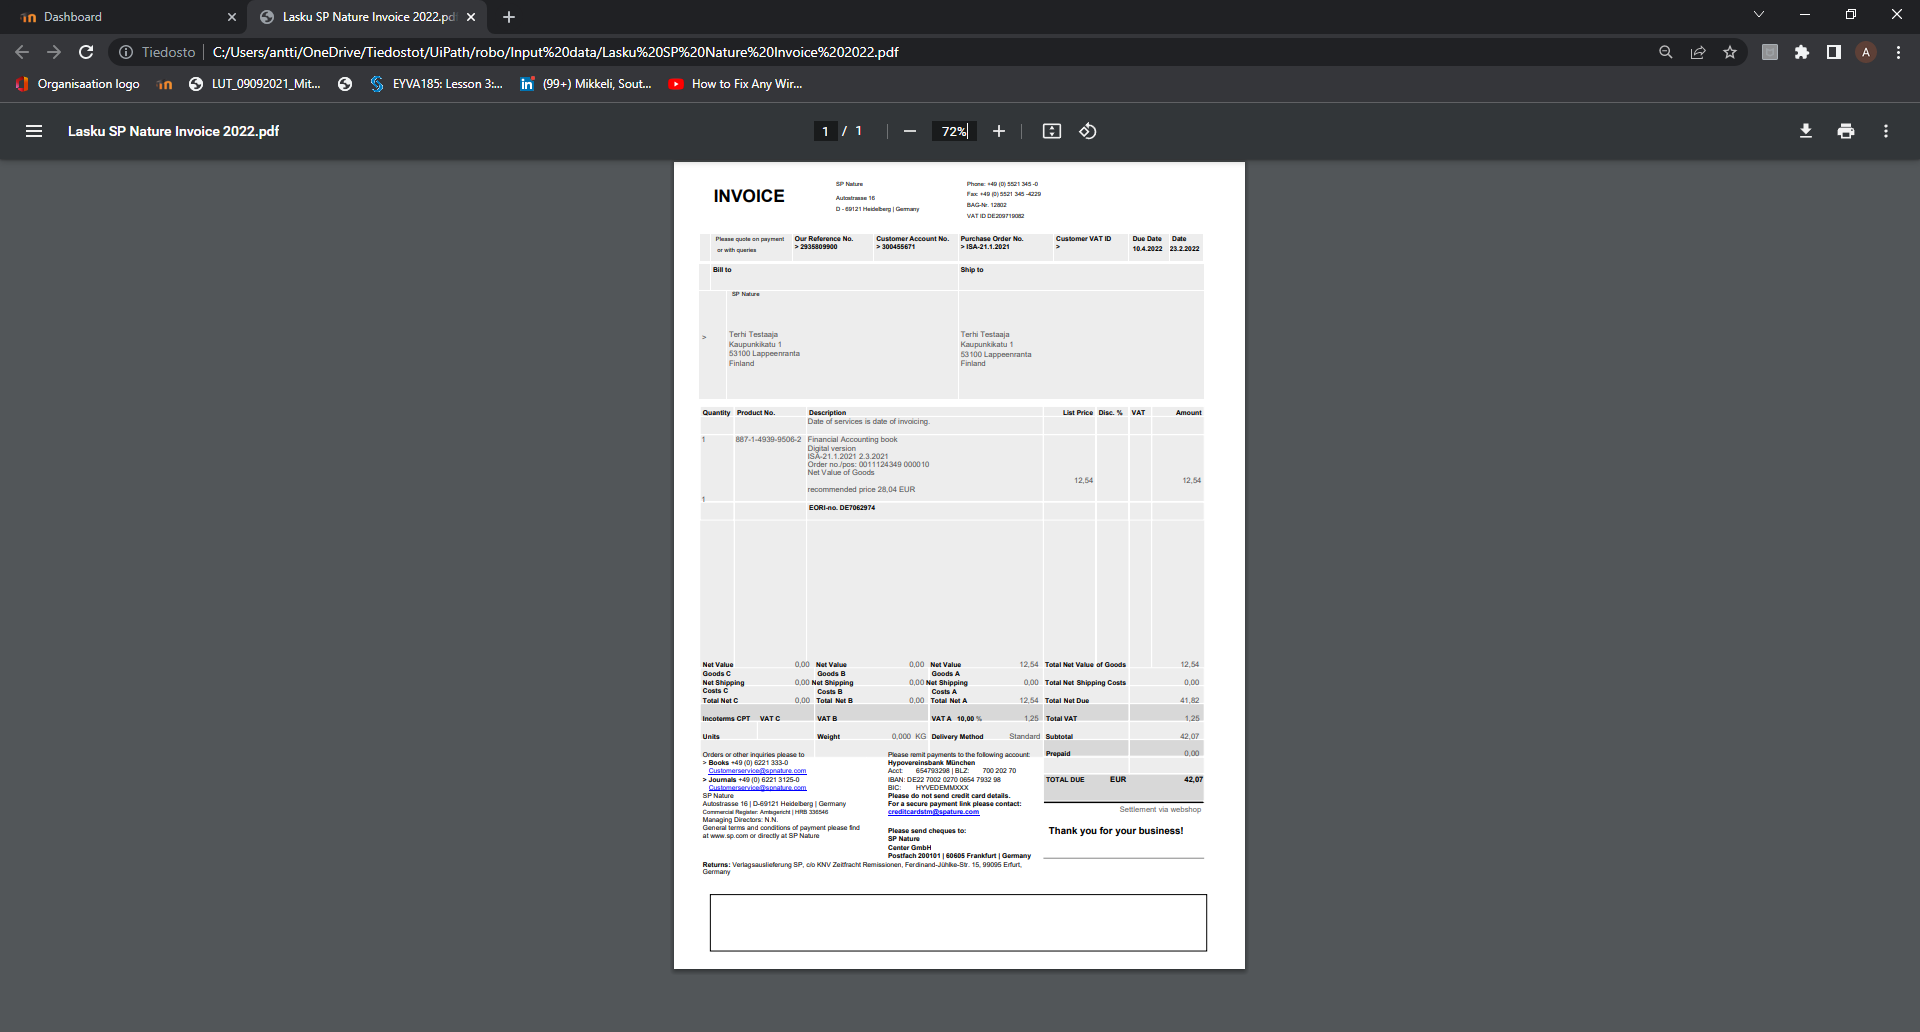 Dashboard
Lasku SP Nature Invoice 2022.pd
Tiedosto
C:/Users/antti/OneDrive/Tiedostot/UiPath/robo/Input%20data/Lasku%20SP%20Nature%20Invoice%202022.pdf
A
Organisaation logo
LUT_09092021_Mit...
EYVA185: Lesson 3:...
(99+) Mikkeli, Sout...
How to Fix Any Wir...
Lasku SP Nature Invoice 2022.pdf
1 / 1
72%
INVOICE
SP Nature
Autostrasse 16
D - 69121 Heidelberg | Germany
Phone: +49 (0) 5521 345 -0
Fax: +49 (0) 5521 345 -4229
BAG-Nr. 12802
VAT ID DE209719082
Please quote on payment
or with queries
Our Reference No.
> 2935809900
Customer Account No.
> 300455671
Purchase Order No.
> ISA-21.1.2021
Customer VAT ID
>
Due Date
10.4.2022
Date
23.2.2022
Bill to
Ship to
SP Nature
>
Terhi Testaaja
Kaupunkikatu 1
53100 Lappeenranta
Finland
Terhi Testaaja
Kaupunkikatu 1
53100 Lappeenranta
Finland
Quantity Product No. Description List Price Disc. % VAT Amount
Date of services is date of invoicing.
1 887-1-4939-9506-2 Financial Accounting book
Digital version
ISA-21.1.2021 2.3.2021
Order no./pos: 0011124349 000010
Net Value of Goods
12,54 12,54
recommended price 28,04 EUR
1
EORI-no. DE7062974
Net Value 0,00 Net Value 0,00 Net Value 12,54 Total Net Value of Goods 12,54
Goods C Goods B Goods A
Net Shipping 0,00 Net Shipping 0,00 Net Shipping 0,00 Total Net Shipping Costs 0,00
Costs C Costs B Costs A
Total Net C 0,00 Total Net B 0,00 Total Net A 12,54 Total Net Due 41,82
Incoterms CPT VAT C VAT B VAT A 10,00 % 1,25 Total VAT 1,25
Units Weight 0,000 KG Delivery Method Standard Subtotal 42,07
Prepaid 0,00
TOTAL DUE EUR 42,07
Settlement via webshop
Thank you for your business!
Orders or other inquiries please to
> Books +49 (0) 6221 333-0
Customerservice@spnature.com
> Journals +49 (0) 6221 3125-0
Customerservice@spnature.com
SP Nature
Autostrasse 16 | D-69121 Heidelberg | Germany
Commercial Register: Amtsgericht | HRB 336546
Managing Directors: N.N.
General terms and conditions of payment please find
at www.sp.com or directly at SP Nature
Please remit payments to the following account:
Hypovereinsbank München
Acct: 654793298 | BLZ: 700 202 70
IBAN: DE22 7002 0270 0654 7932 98
BIC: HYVEDEMMXXX
Please do not send credit card details.
For a secure payment link please contact:
creditcardstm@spature.com
Please send cheques to:
SP Nature
Center GmbH
Postfach 200101 | 60605 Frankfurt | Germany
Returns: Verlagsauslieferung SP, c/o KNV Zeitfracht Remissionen, Ferdinand-Jühlke-Str. 15, 99095 Erfurt,
Germany